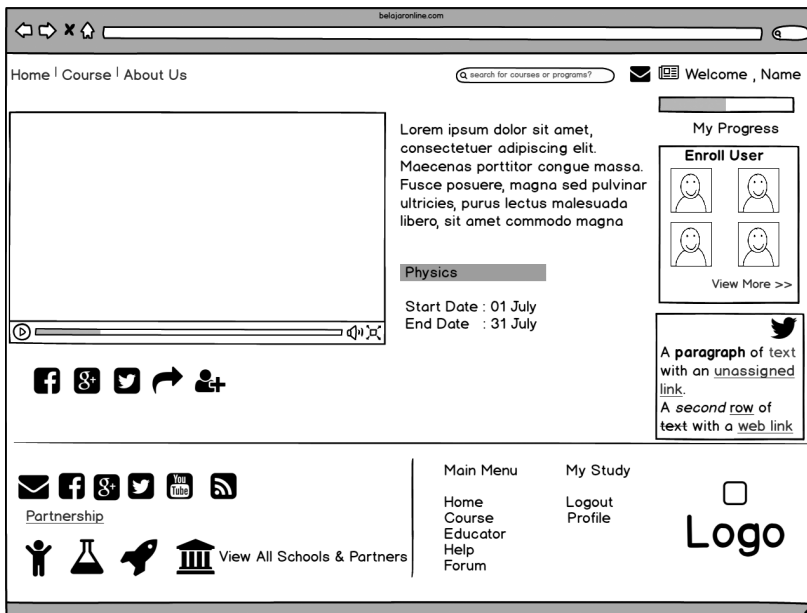 belajaronline.com
Home | Course | About Us
search for courses or programs?
Welcome , Name
My Progress
Lorem ipsum dolor sit amet,
consectetuer adipiscing elit.
Maecenas porttitor congue massa.
Fusce posuere, magna sed pulvinar
ultricies, purus lectus malesuada
libero, sit amet commodo magna
Physics
Start Date : 01 July
End Date : 31 July
Enroll User
View More >>
A paragraph of text
with an unassigned
link.
A second row of
text with a web link
g+
You
Tube
Partnership
View All Schools & Partners
Main Menu
Home
Course
Educator
Help
Forum
My Study
Logout
Profile
Logo